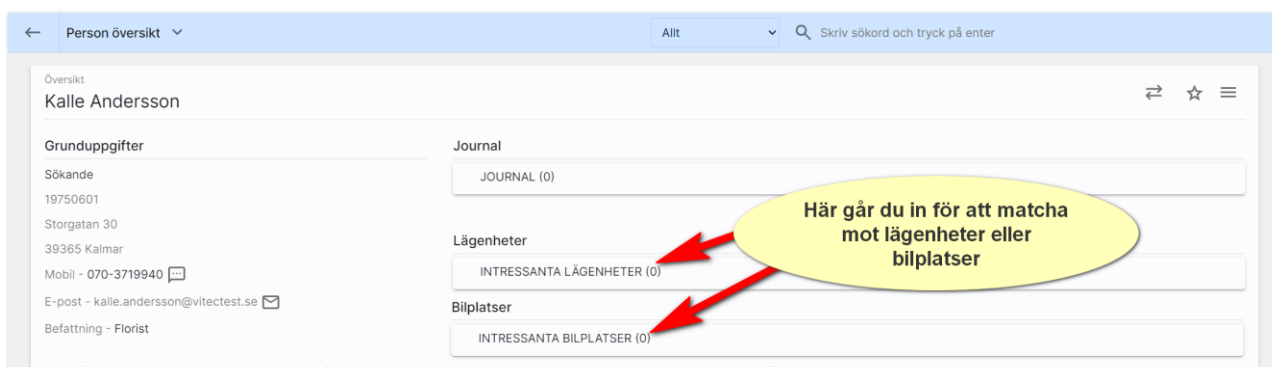 Person översikt
Allt
Skriv sökord och tryck på enter
Översikt
Kalle Andersson
Grunduppgifter
Sökande
19750601
Storgatan 30
39365 Kalmar
Mobil - 070-3719940
E-post - kalle.andersson@vitectest.se
Befattning - Florist
Journal
JOURNAL (0)
Lägenheter
INTRESSANTA LÄGENHETER (0)
Bilplatser
INTRESSANTA BILPLATSER (0)
Här går du in för att matcha
mot lägenheter eller
bilplatser